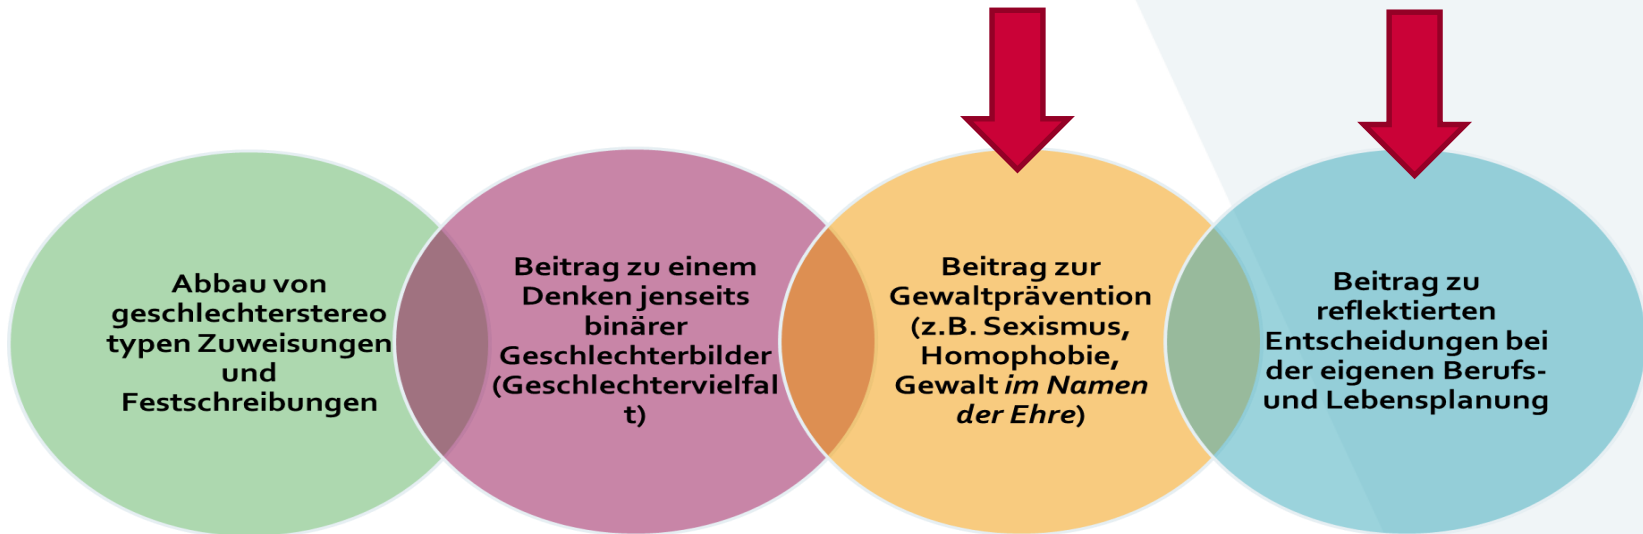 Abbau von
geschlechterstereo
typen Zuweisungen
und
Festschreibungen
Beitrag zu einem
Denken jenseits
binärer
Geschlechterbilder
(Geschlechtervielfal
t)
Beitrag zur
Gewaltprävention
(z.B. Sexismus,
Homophobie,
Gewalt im Namen
der Ehre)
Beitrag zu
reflektierten
Entscheidungen bei
der eigenen Berufs-
und Lebensplanung